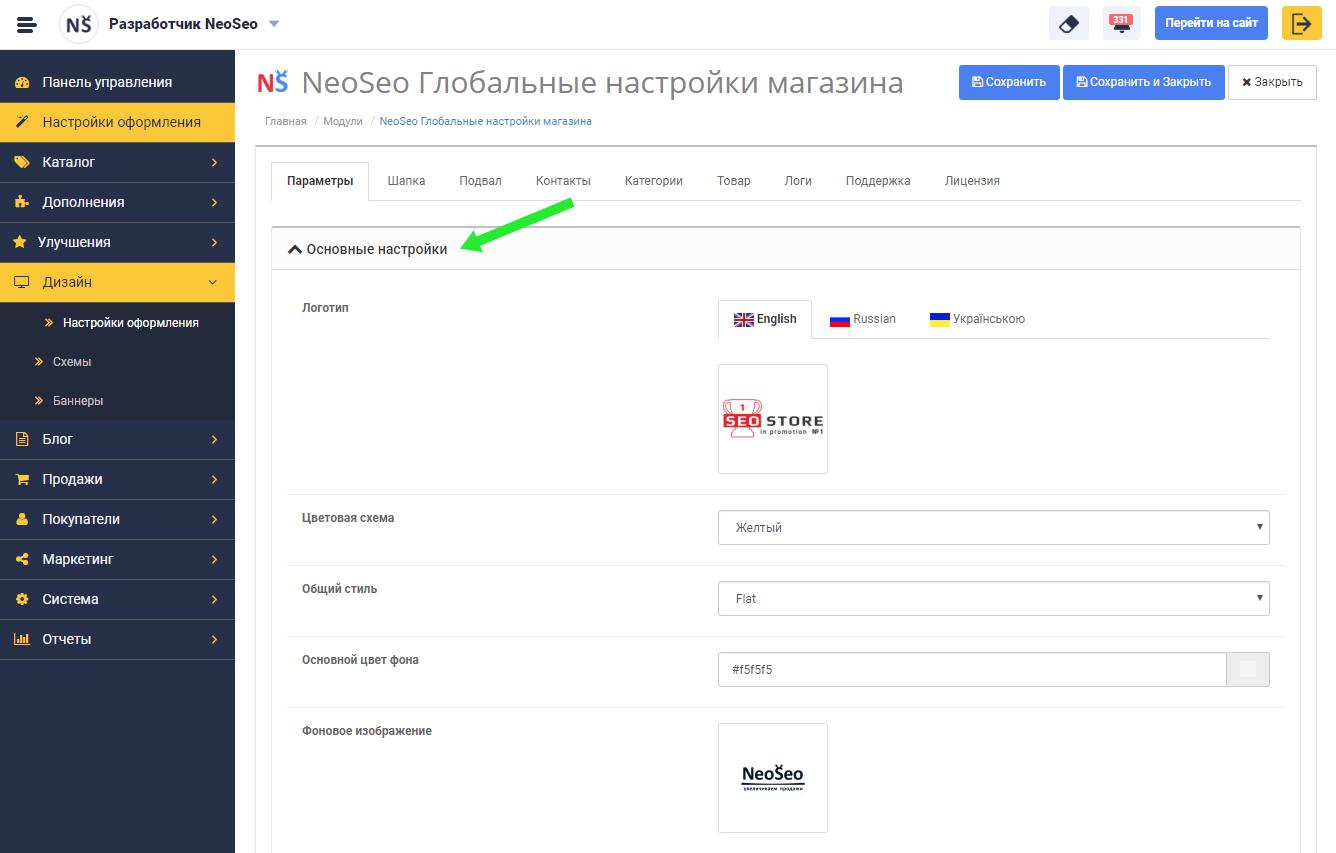 NS Разработчик NeoSeo
331
Перейти на сайт
Панель управления
Настройки оформления
Каталог
Дополнения
Улучшения
Дизайн
Настройки оформления
Схемы
Баннеры
Блог
Продажи
Покупатели
Маркетинг
Система
Отчеты
NS NeoSeo Глобальные настройки магазина
Сохранить
Сохранить и Закрыть
Закрыть
Главная / Модули / NeoSeo Глобальные настройки магазина
Параметры Шапка Подвал Контакты Категории Товар Логи Поддержка Лицензия
Основные настройки
Логотип
English Russian Українською
1
SEO STORE
in promotion №1
Цветовая схема
Желтый
Общий стиль
Flat
Основной цвет фона
#f5f5f5
Фоновое изображение
NeoSeo
увеличиваем продажи